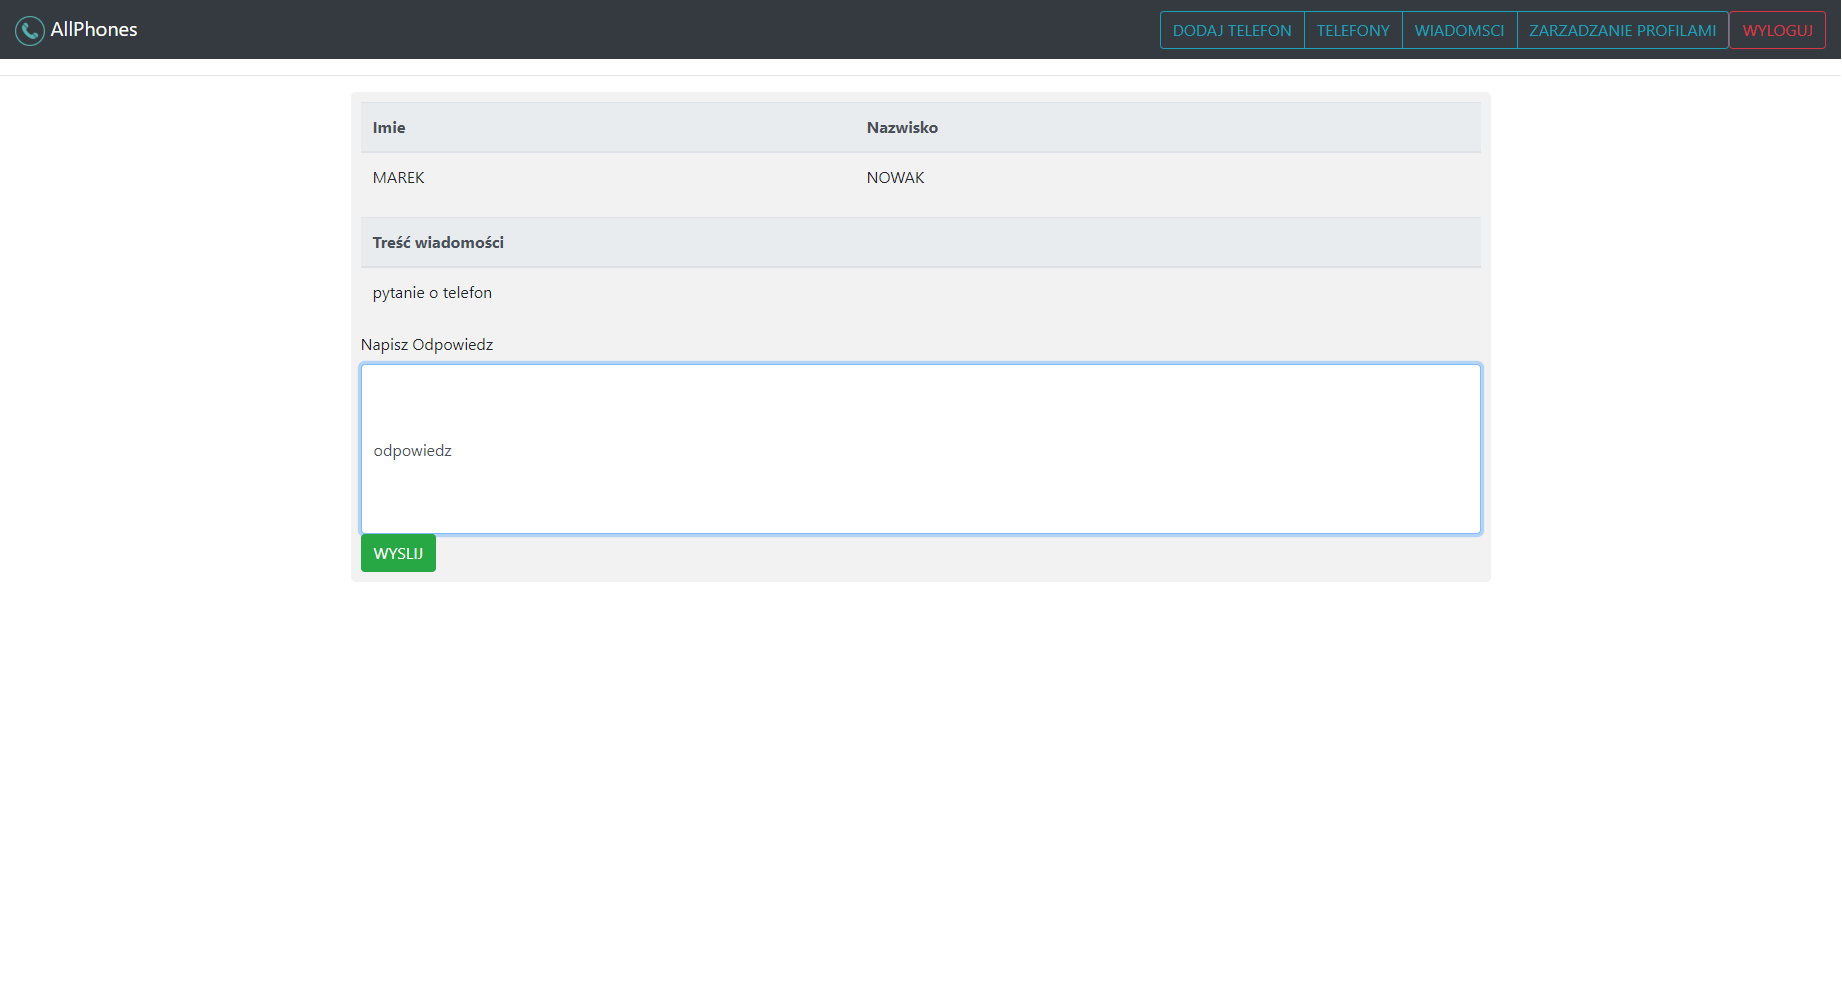 AllPhones
DODAJ TELEFON TELEFONY WIADOMSCI ZARZADZANIE PROFILAMI WYLOGUJ
Imie Nazwisko
MAREK NOWAK
Treść wiadomości
pytanie o telefon
Napisz Odpowiedz
odpowiedz
WYSLIJ